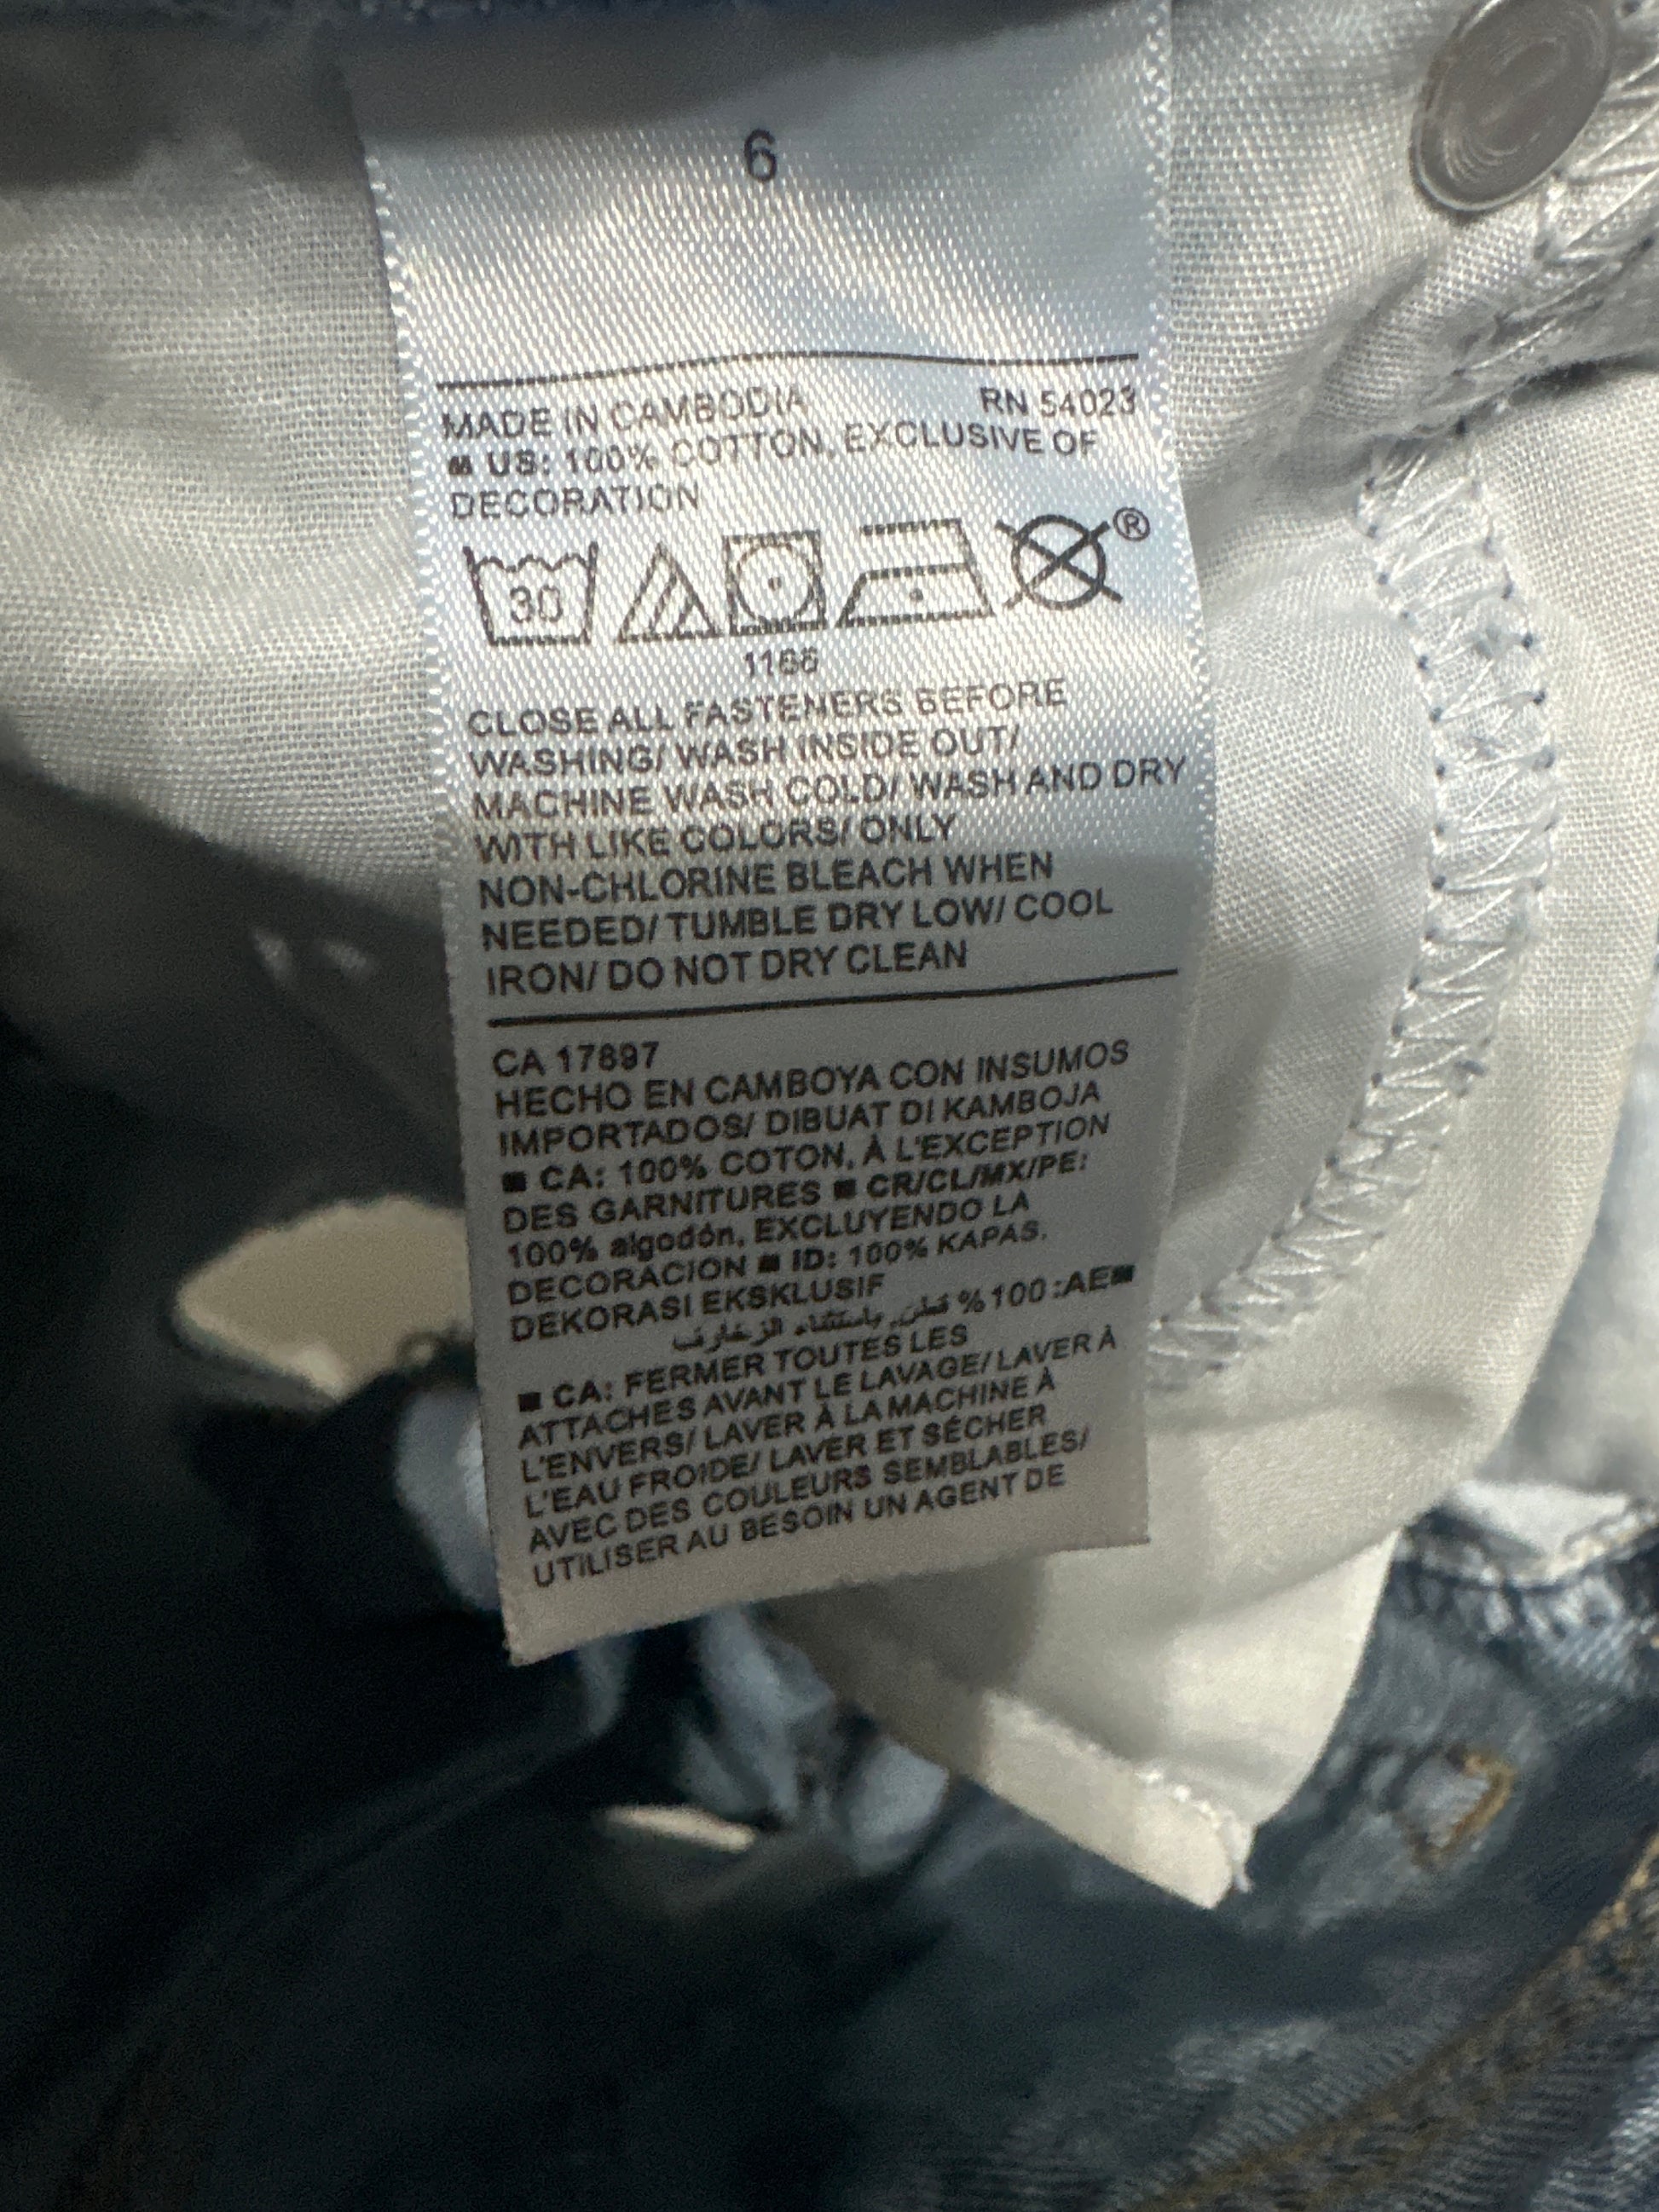 6
MADE IN CAMBODIA RN 54023
■ US: 100% COTTON, EXCLUSIVE OF
DECORATION
30
®
1166
CLOSE ALL FASTENERS BEFORE
WASHING/ WASH INSIDE OUT/
MACHINE WASH COLD/ WASH AND DRY
WITH LIKE COLORS/ ONLY
NON-CHLORINE BLEACH WHEN
NEEDED/ TUMBLE DRY LOW/ COOL
IRON/ DO NOT DRY CLEAN
CA 17897
HECHO EN CAMBOYA CON INSUMOS
IMPORTADOS/ DIBUAT DI KAMBOJA
■ CA: 100% COTON, À L'EXCEPTION
DES GARNITURES ■ CR/CL/MX/PE:
100% algodón, EXCLUYENDO LA
DECORACION ■ ID: 100% KAPAS,
DEKORASI EKSKLUSIF
■AE: 100% قطن, باستثناء الزخارف
■ CA: FERMER TOUTES LES
ATTACHES AVANT LE LAVAGE/ LAVER À
L'ENVERS/ LAVER À LA MACHINE À
L'EAU FROIDE/ LAVER ET SÉCHER
AVEC DES COULEURS SEMBLABLES/
UTILISER AU BESOIN UN AGENT DE